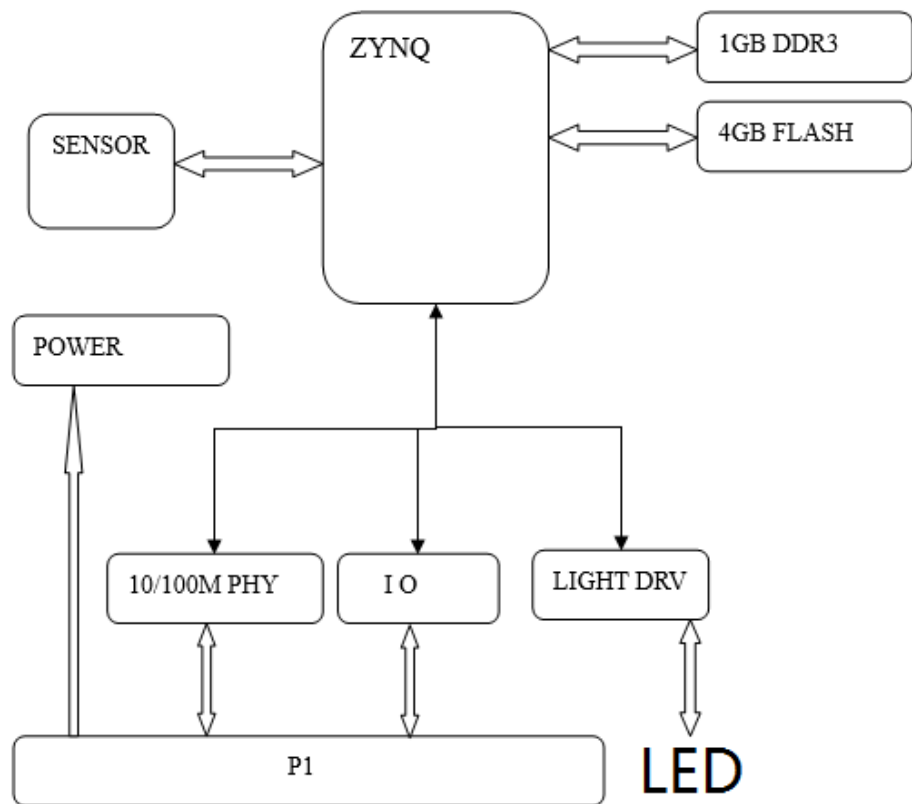 ZYNQ
1GB DDR3
4GB FLASH
SENSOR
POWER
10/100M PHY
I O
LIGHT DRV
P1
LED